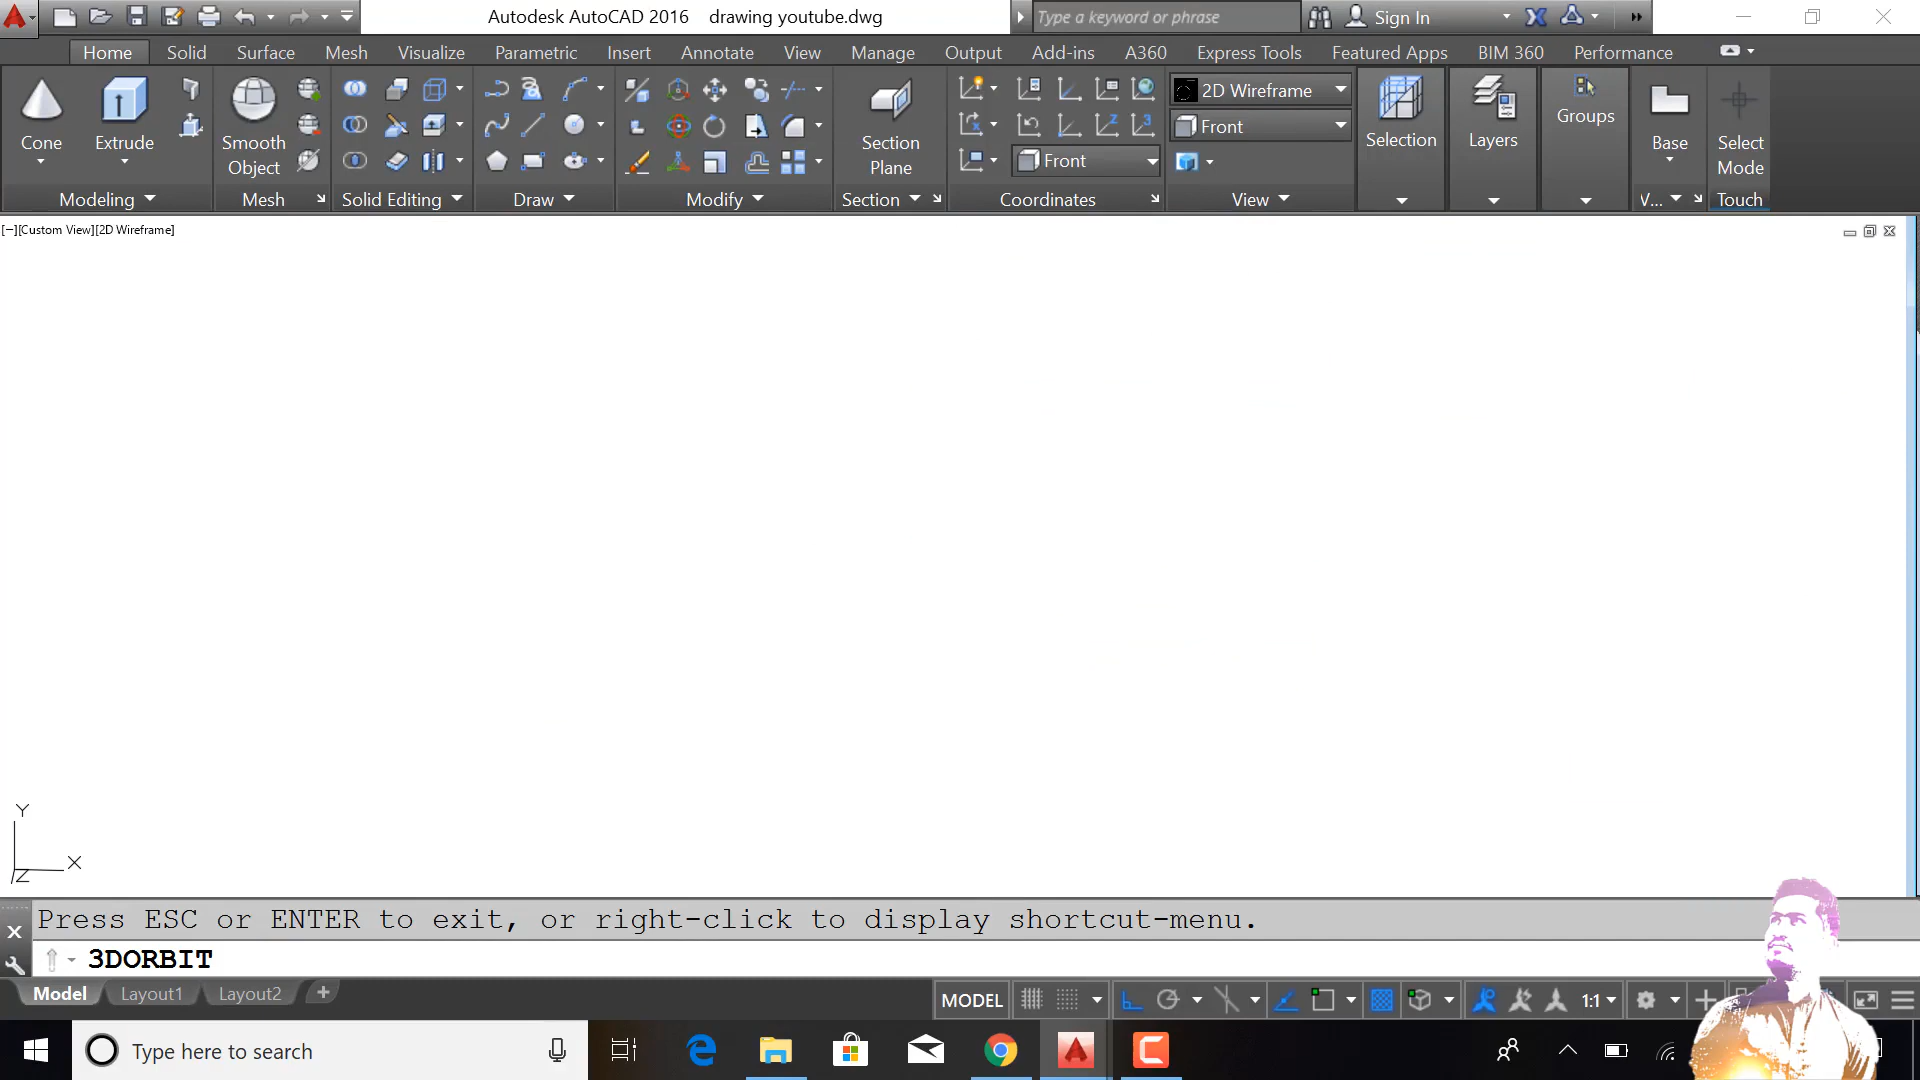 Autodesk AutoCAD 2016 drawing youtube.dwg
Type a keyword or phrase
Sign In
Home Solid Surface Mesh Visualize Parametric Insert Annotate View Manage Output Add-ins A360 Express Tools Featured Apps BIM 360 Performance
2D Wireframe
Front
Front
Cone
Extrude
Smooth
Object
Section
Plane
Selection
Layers
Groups
Base
Select
Mode
Modeling
Mesh
Solid Editing
Draw
Modify
Section
Coordinates
View
V...
Touch
[−][Custom View][2D Wireframe]
Y
X
Z
Press ESC or ENTER to exit, or right-click to display shortcut-menu.
3DORBIT
Model Layout1 Layout2 +
MODEL
1:1
Type here to search